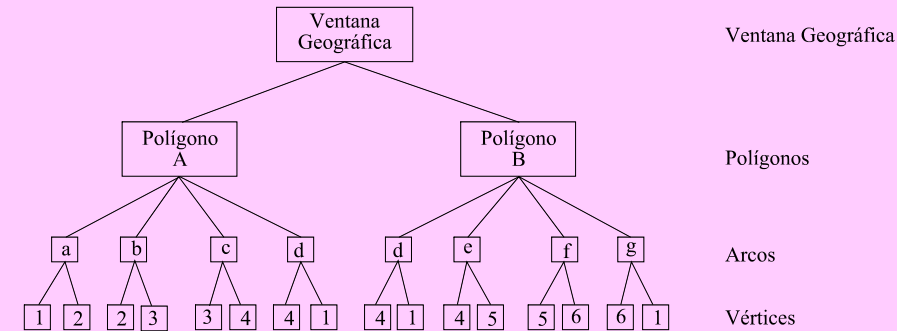 Ventana
Geográfica
Ventana Geográfica
Polígono
A
Polígono
B
Polígonos
a b c d d e f g Arcos
1 2 2 3 3 4 4 1 4 1 4 5 5 6 6 1 Vértices